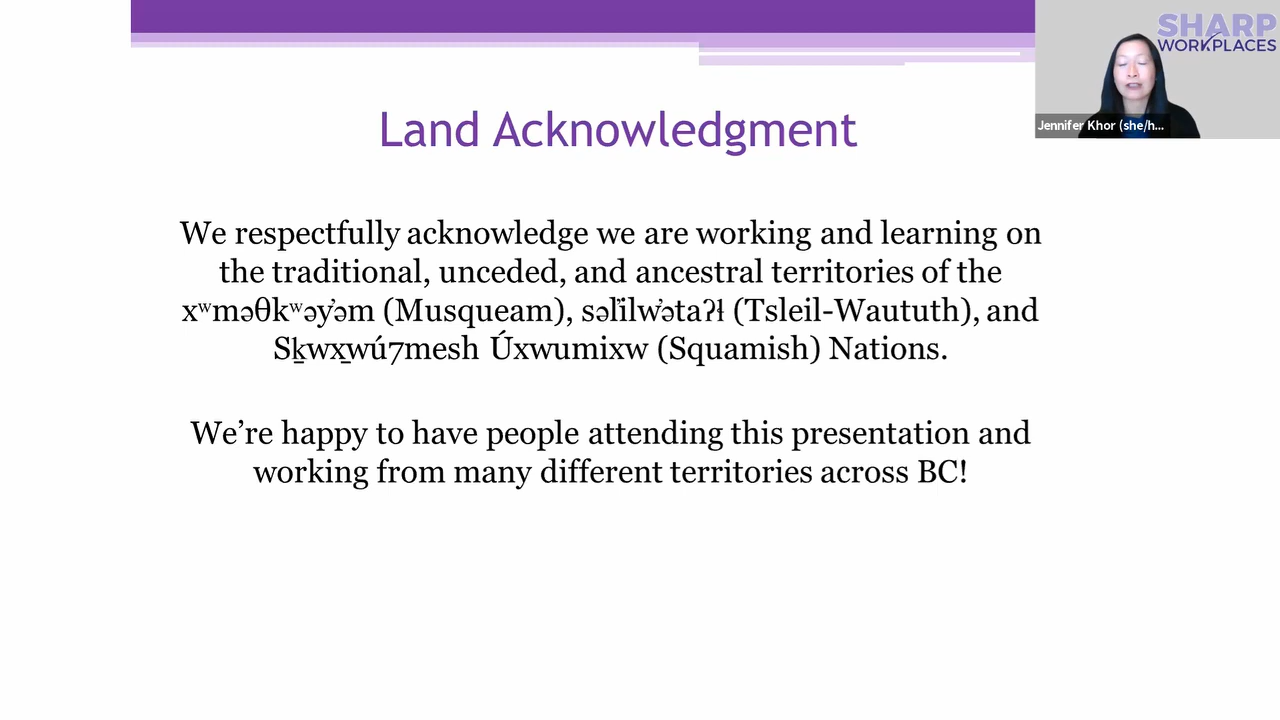 SHARP
WORKPLACES
Jennifer Khor (she/h...
Land Acknowledgment
We respectfully acknowledge we are working and learning on
the traditional, unceded, and ancestral territories of the
xʷməθkʷəy̓əm (Musqueam), səl̓ilw̓ətaʔɬ (Tsleil-Waututh), and
Sḵwx̱wú7mesh Úxwumixw (Squamish) Nations.
We’re happy to have people attending this presentation and
working from many different territories across BC!